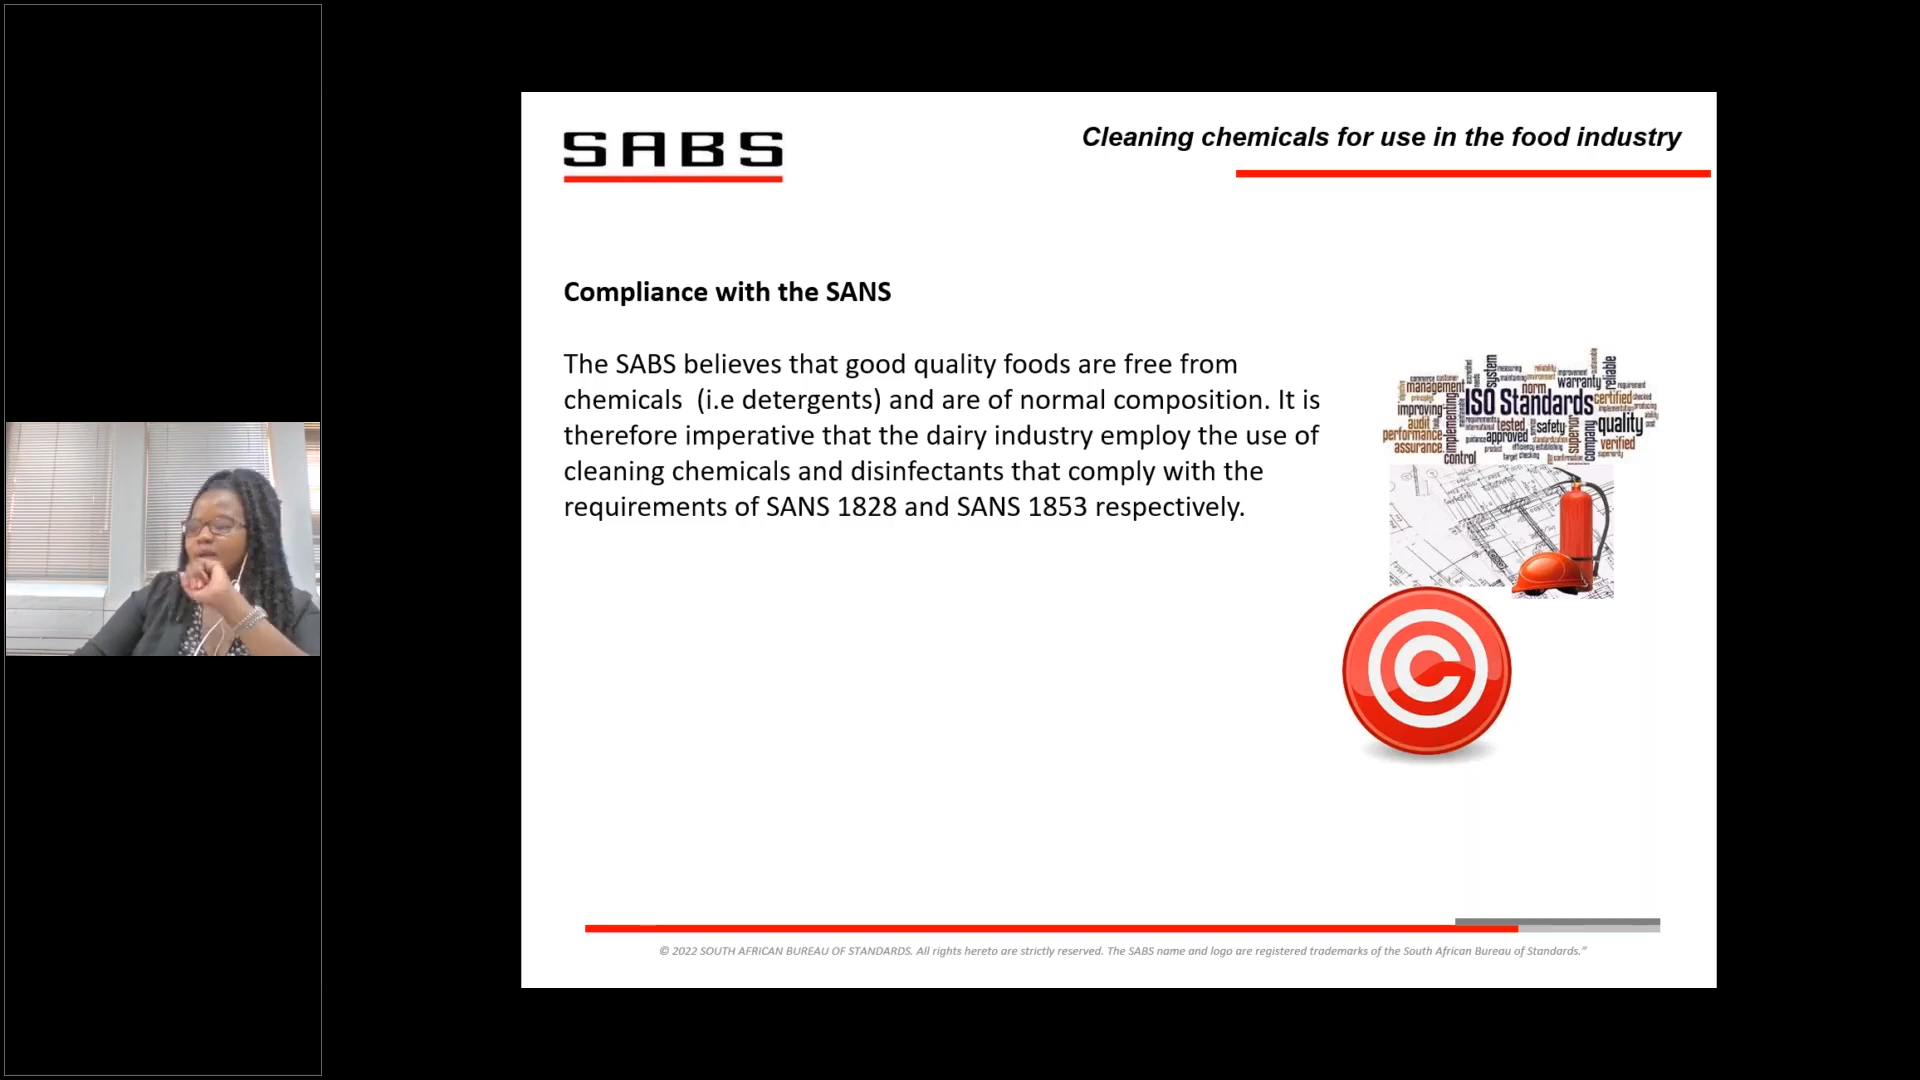 SABS
Cleaning chemicals for use in the food industry
Compliance with the SANS
The SABS believes that good quality foods are free from
chemicals  (i.e detergents) and are of normal composition. It is
therefore imperative that the dairy industry employ the use of
cleaning chemicals and disinfectants that comply with the
requirements of SANS 1828 and SANS 1853 respectively.
system
reliable
management
norm
warranty
ISO Standards
certified
improving
implementing
audit
tested
safety
superior
company
quality
performance
approved
verified
assurance
control
© 2022 SOUTH AFRICAN BUREAU OF STANDARDS. All rights hereto are strictly reserved. The SABS name and logo are registered trademarks of the South African Bureau of Standards.”